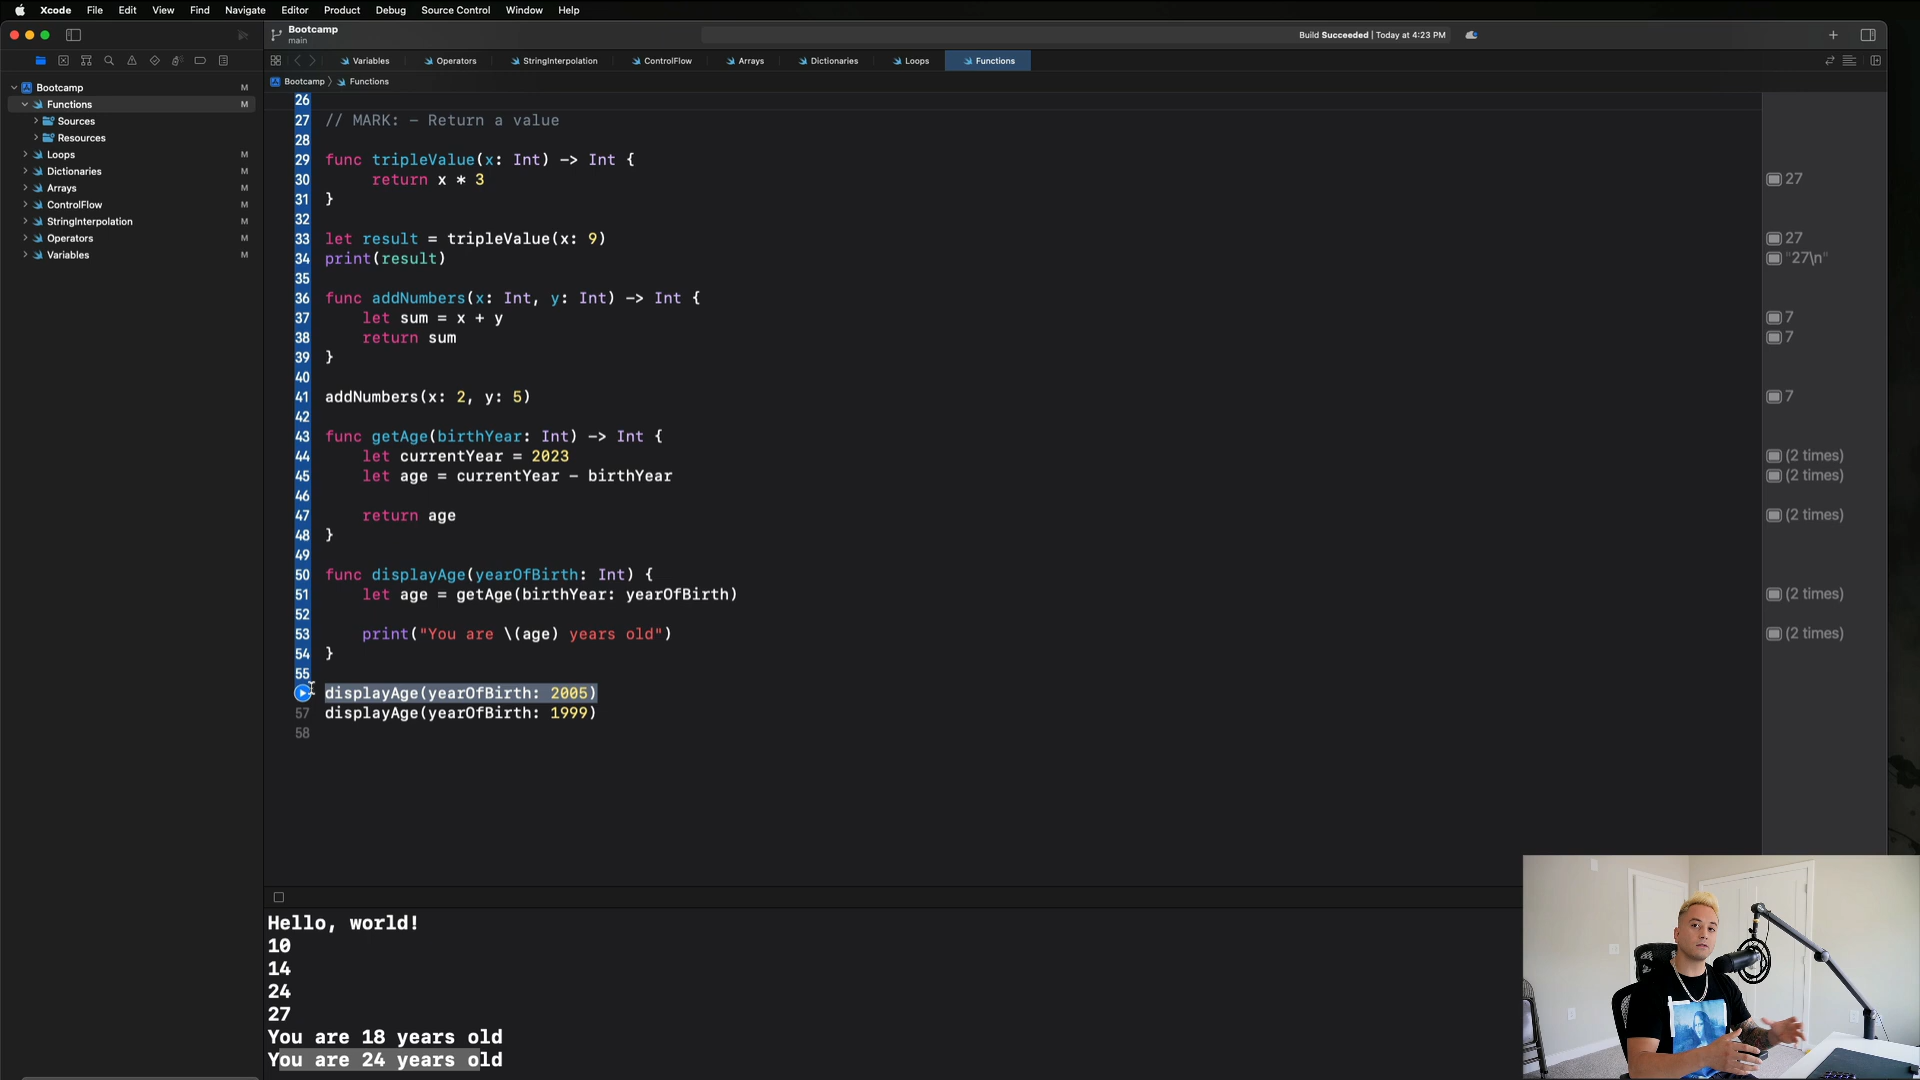 Xcode File Edit View Find Navigate Editor Product Debug Source Control Window Help
Bootcamp
main
Build Succeeded | Today at 4:23 PM
Variables Operators StringInterpolation ControlFlow Arrays Dictionaries Loops Functions
Bootcamp Functions
Bootcamp M
Functions M
Sources
Resources
Loops M
Dictionaries M
Arrays M
ControlFlow M
StringInterpolation M
Operators M
Variables M
26
27 // MARK: - Return a value
28
29 func tripleValue(x: Int) -> Int {
30 return x * 3 27
31 }
32
33 let result = tripleValue(x: 9) 27
34 print(result) "27\n"
35
36 func addNumbers(x: Int, y: Int) -> Int {
37 let sum = x + y 7
38 return sum 7
39 }
40
41 addNumbers(x: 2, y: 5) 7
42
43 func getAge(birthYear: Int) -> Int {
44 let currentYear = 2023 (2 times)
45 let age = currentYear - birthYear (2 times)
46
47 return age (2 times)
48 }
49
50 func displayAge(yearOfBirth: Int) {
51 let age = getAge(birthYear: yearOfBirth) (2 times)
52
53 print("You are \(age) years old") (2 times)
54 }
55
displayAge(yearOfBirth: 2005)
57 displayAge(yearOfBirth: 1999)
58
Hello, world!
10
14
24
27
You are 18 years old
You are 24 years old